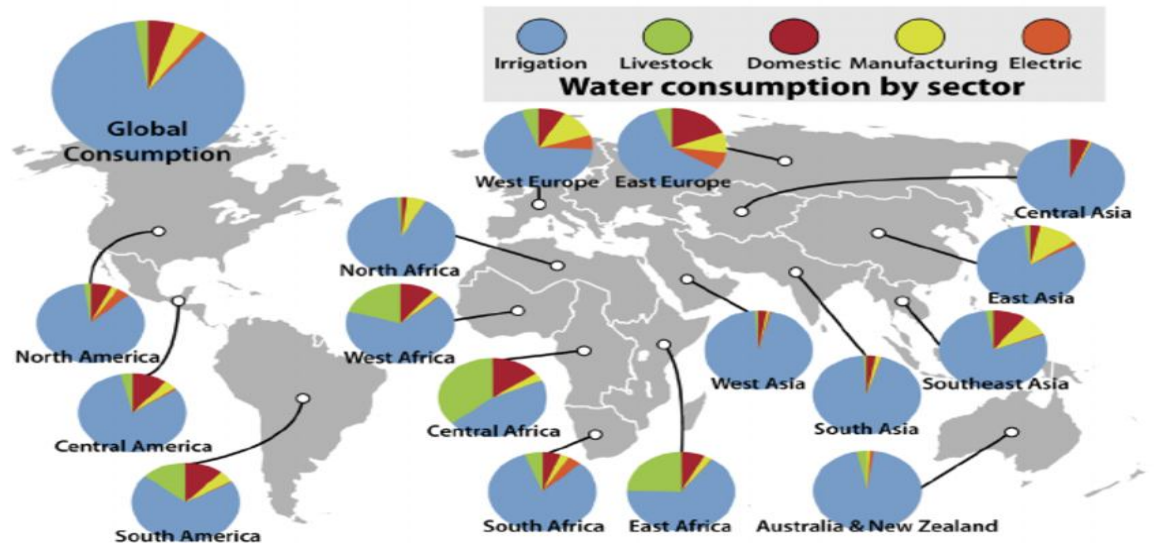 Irrigation Livestock Domestic Manufacturing Electric
Water consumption by sector
Global
Consumption
West Europe East Europe
Central Asia
North Africa
East Asia
North America
West Africa
West Asia
Southeast Asia
Central America
Central Africa
South Asia
South America
South Africa
East Africa
Australia & New Zealand